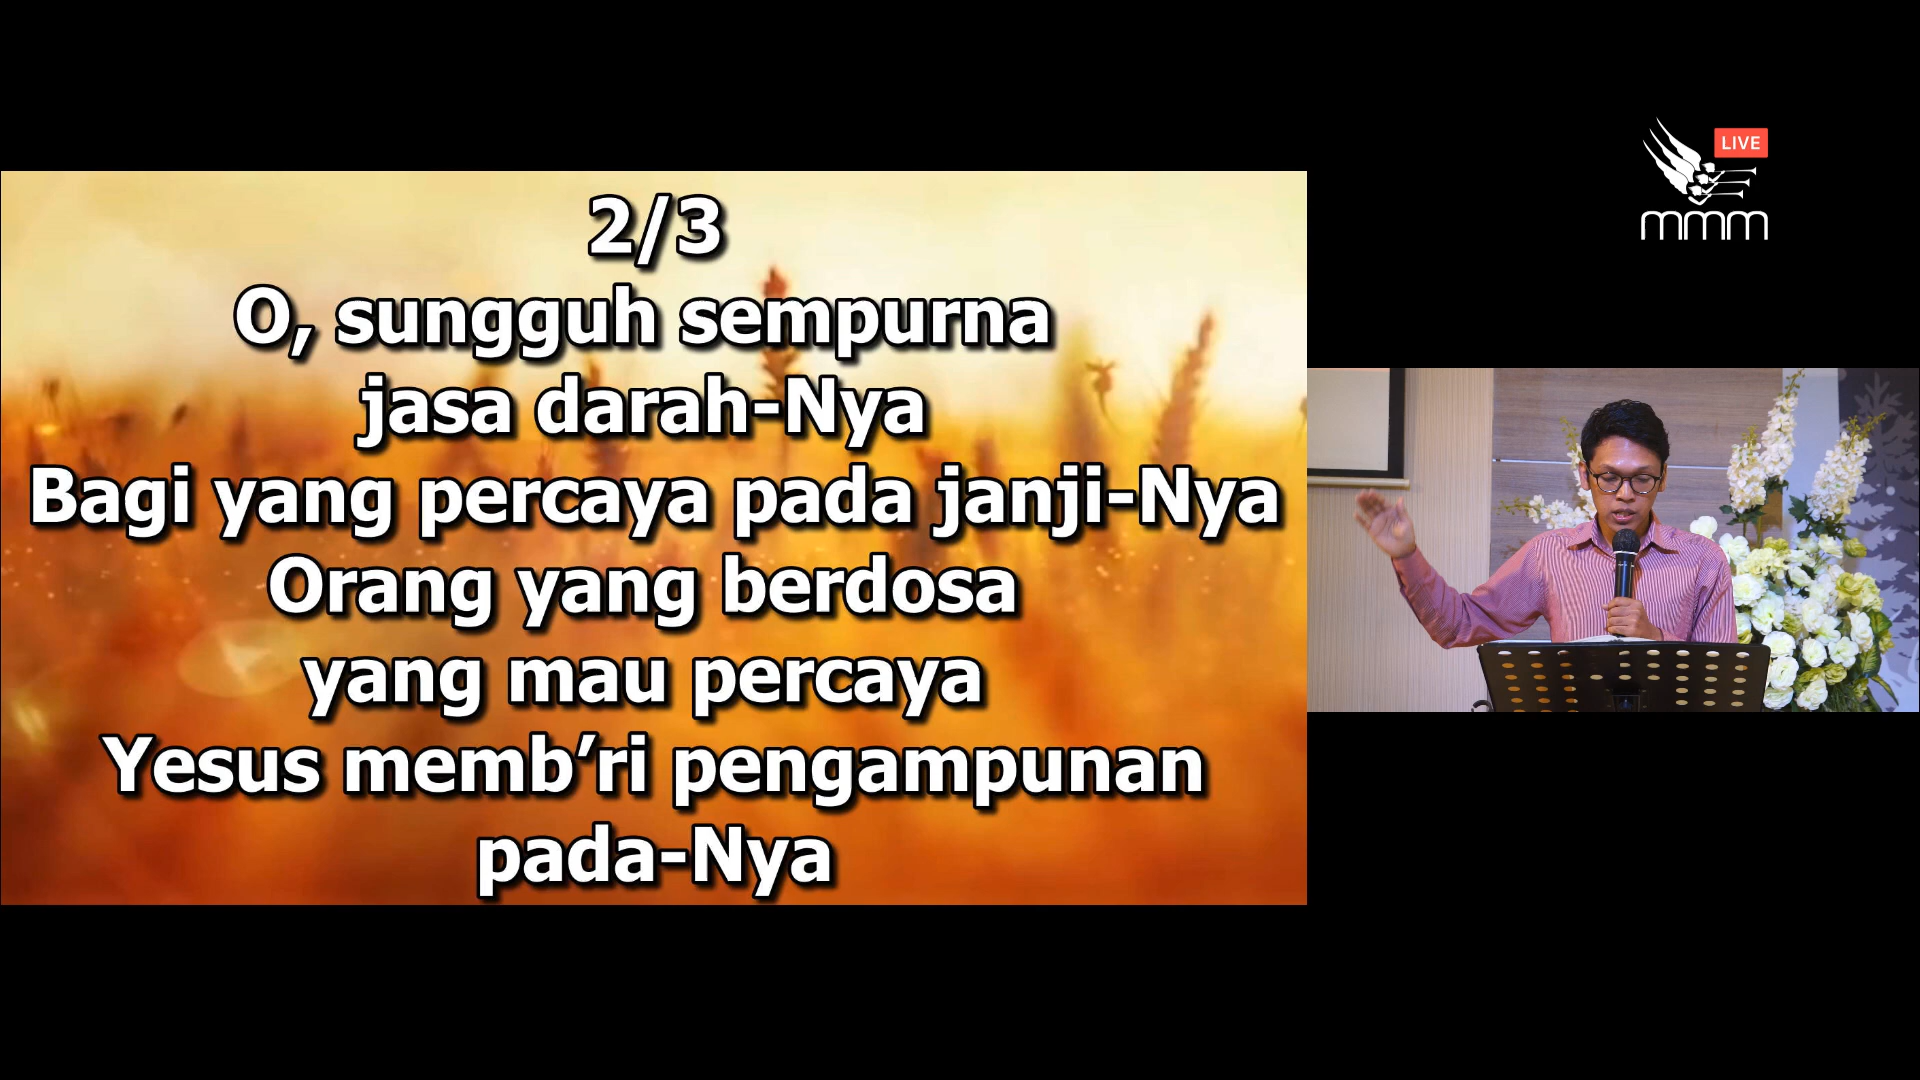 2/3
O, sungguh sempurna
jasa darah-Nya
Bagi yang percaya pada janji-Nya
Orang yang berdosa
yang mau percaya
Yesus memb’ri pengampunan
pada-Nya
LIVE
mmm